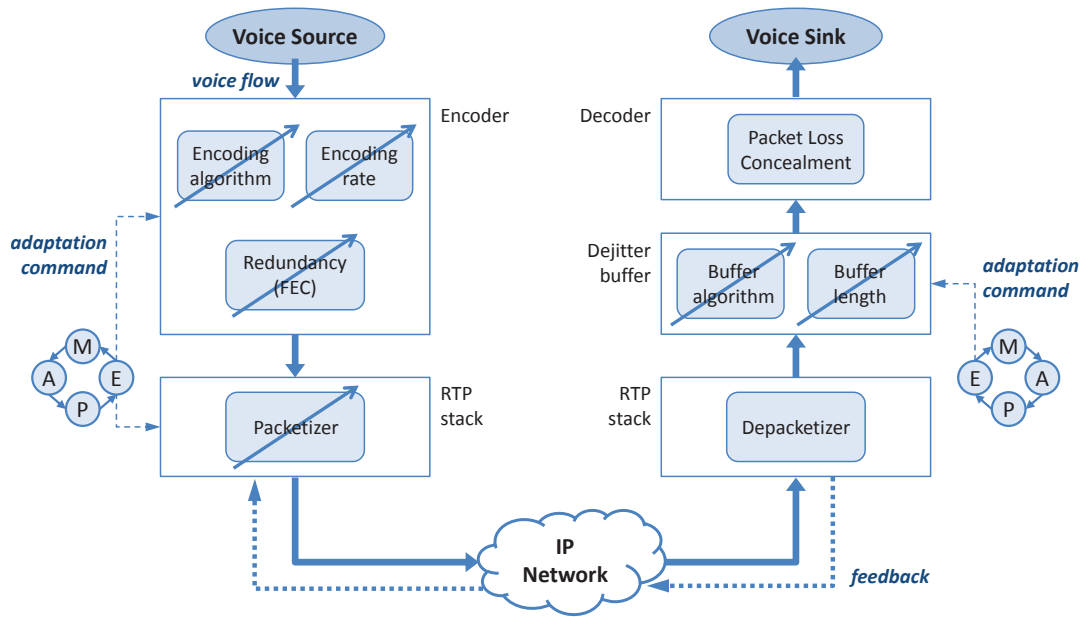 Voice Source
voice flow
Encoder
Encoding
algorithm
Encoding
rate
Redundancy
(FEC)
adaptation
command
M
A
E
P
RTP
stack
Packetizer
Voice Sink
Decoder
Packet Loss
Concealment
Dejitter
buffer
Buffer
algorithm
Buffer
length
adaptation
command
M
E
A
P
RTP
stack
Depacketizer
IP
Network
feedback